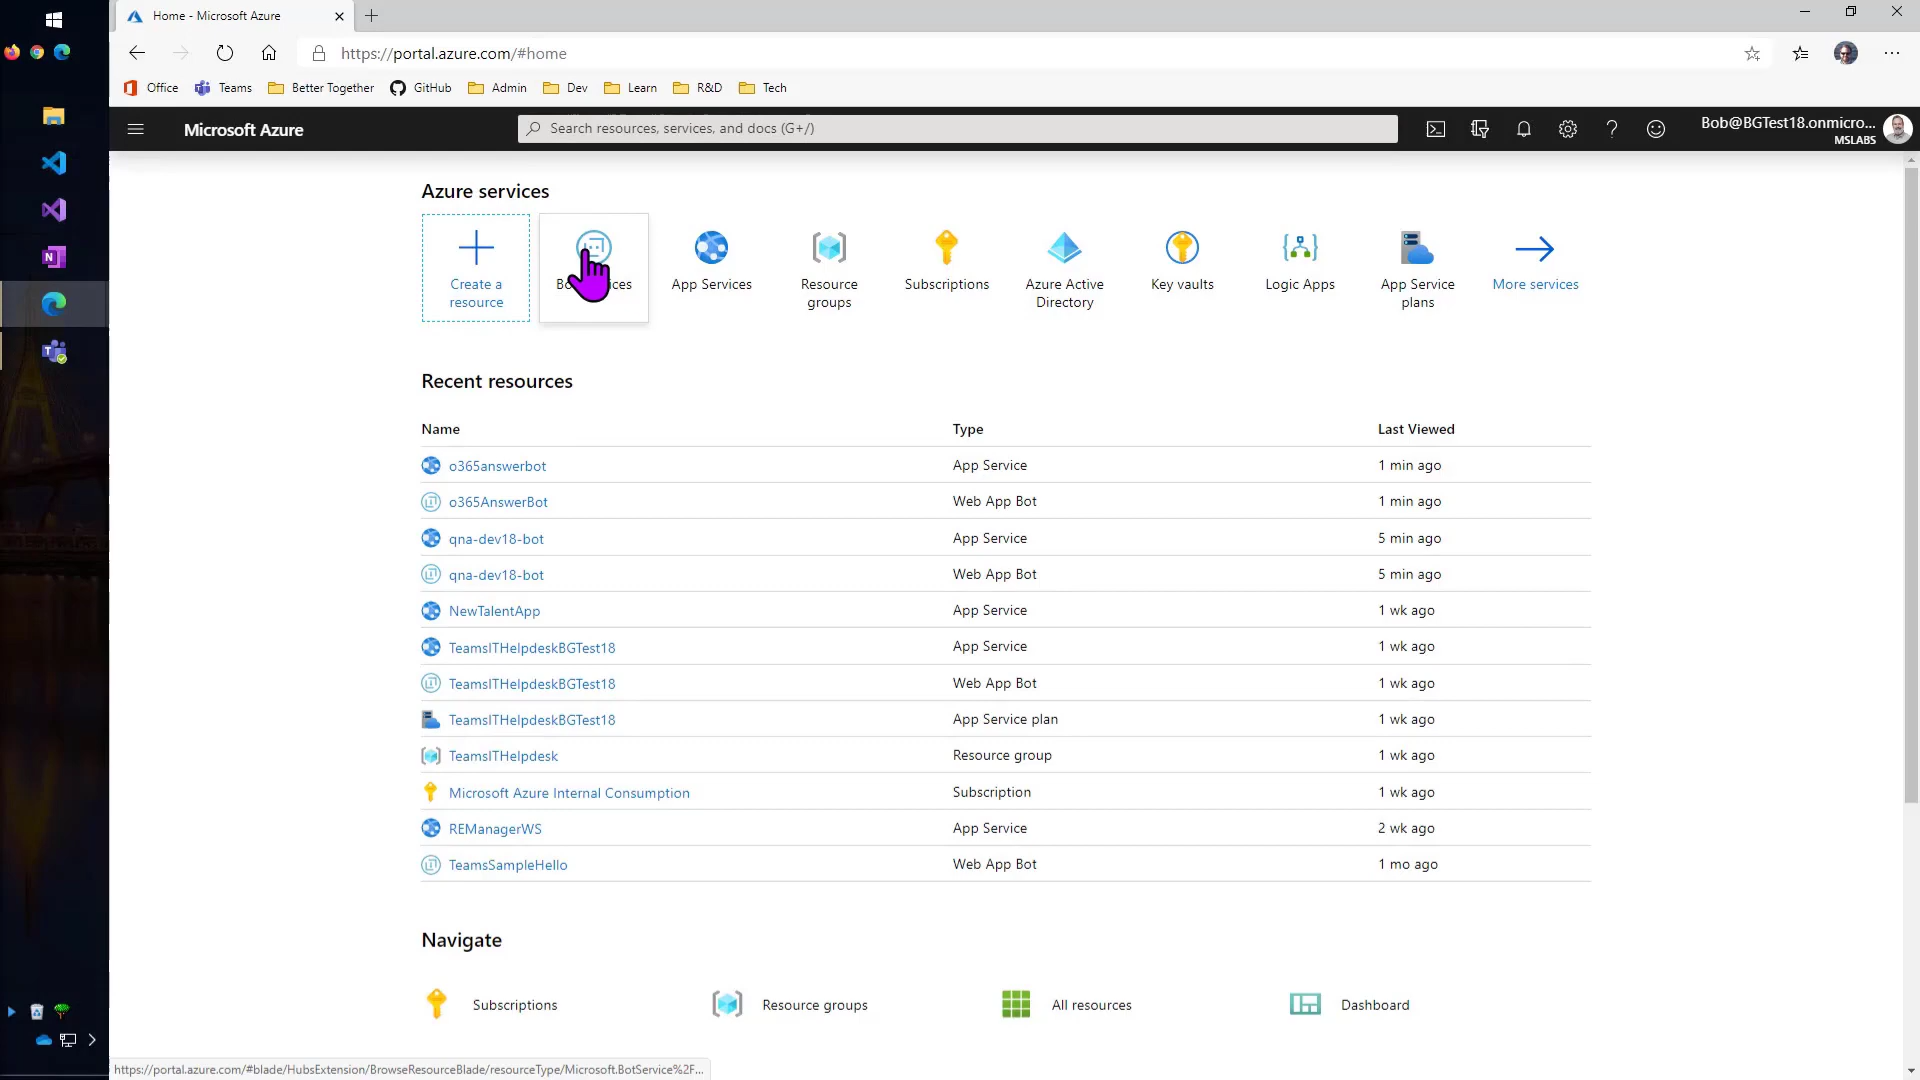 Home - Microsoft Azure
https://portal.azure.com/#home
Office Teams Better Together GitHub Admin Dev Learn R&D Tech
Microsoft Azure
Search resources, services, and docs (G+/)
Bob@BGTest18.onmicro...
MSLABS
Azure services
Create a
resource
App Services
Resource
groups
Subscriptions
Azure Active
Directory
Key vaults
Logic Apps
App Service
plans
More services
Recent resources
Name Type Last Viewed
o365answerbot App Service 1 min ago
o365AnswerBot Web App Bot 1 min ago
qna-dev18-bot App Service 5 min ago
qna-dev18-bot Web App Bot 5 min ago
NewTalentApp App Service 1 wk ago
TeamsITHelpdeskBGTest18 App Service 1 wk ago
TeamsITHelpdeskBGTest18 Web App Bot 1 wk ago
TeamsITHelpdeskBGTest18 App Service plan 1 wk ago
TeamsITHelpdesk Resource group 1 wk ago
Microsoft Azure Internal Consumption Subscription 1 wk ago
REManagerWS App Service 2 wk ago
TeamsSampleHello Web App Bot 1 mo ago
Navigate
Subscriptions Resource groups All resources Dashboard
https://portal.azure.com/#blade/HubsExtension/BrowseResourceBlade/resourceType/Microsoft.BotService%2F...